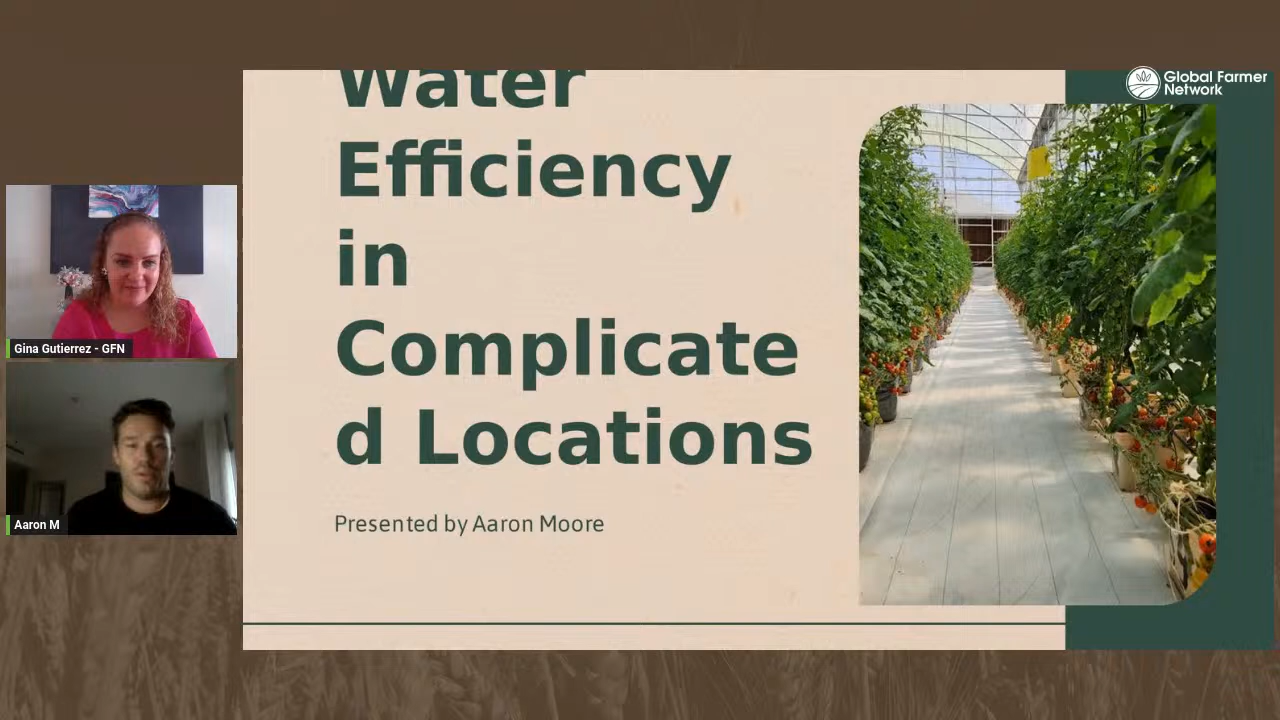 Global Farmer
Network
Water
Efficiency
in
Complicate
d Locations
Presented by Aaron Moore
Gina Gutierrez - GFN
Aaron M